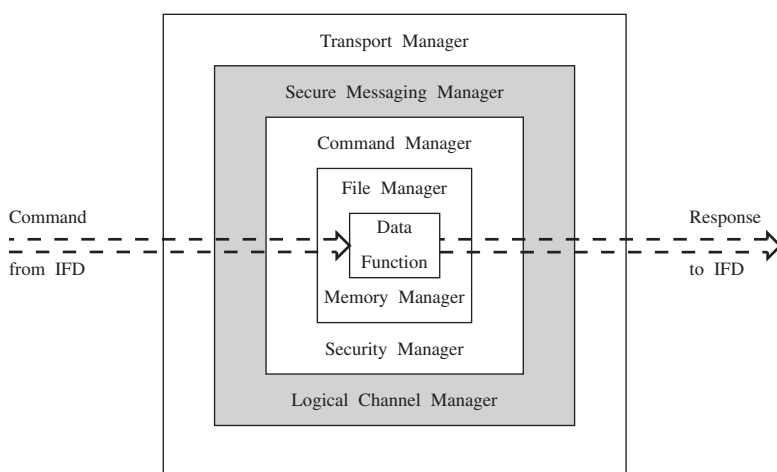 Transport Manager
Secure Messaging Manager
Command Manager
File Manager
Command
from IFD
Data
Function
Response
to IFD
Memory Manager
Security Manager
Logical Channel Manager